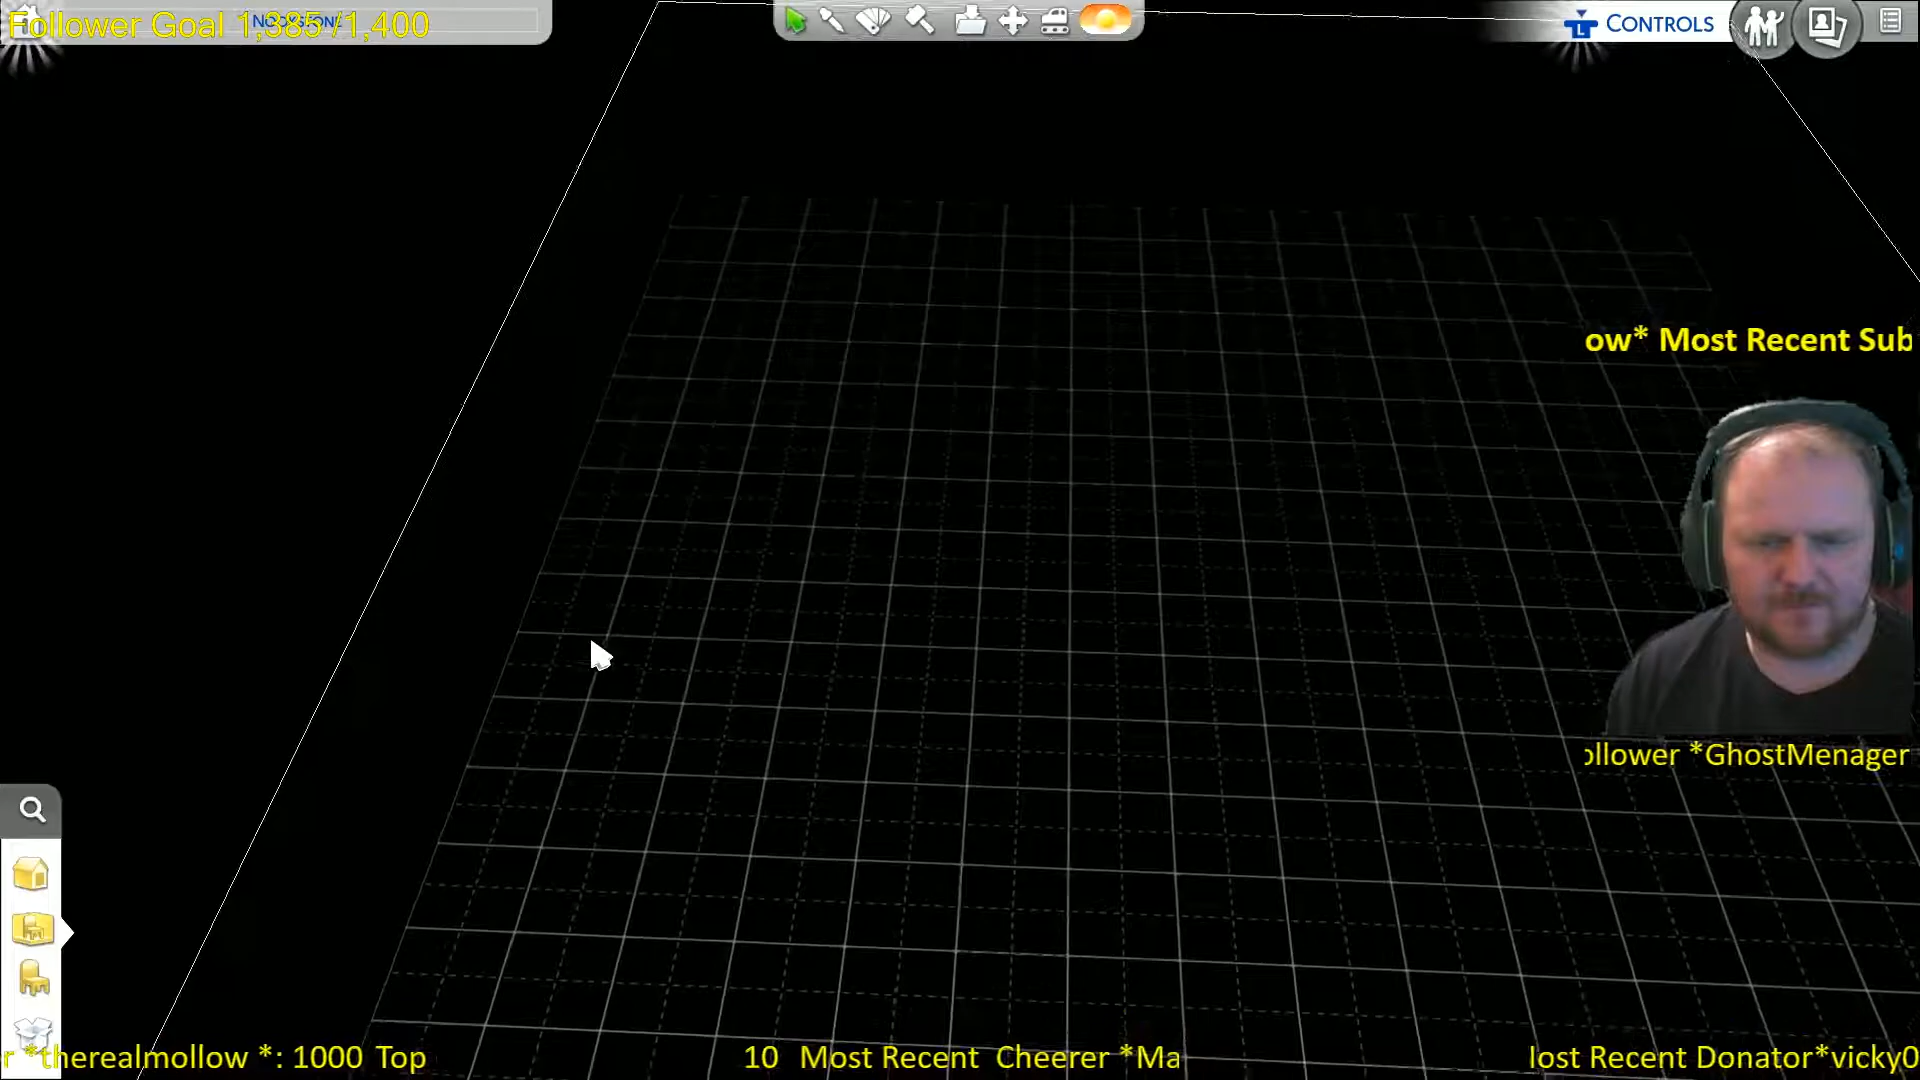 Follower Goal 1,385 / 1,400
CONTROLS
ow* Most Recent Sub
ollower *GhostMenager
r *therealmollow *: 1000 Top
10 Most Recent Cheerer *Ma
lost Recent Donator*vicky0